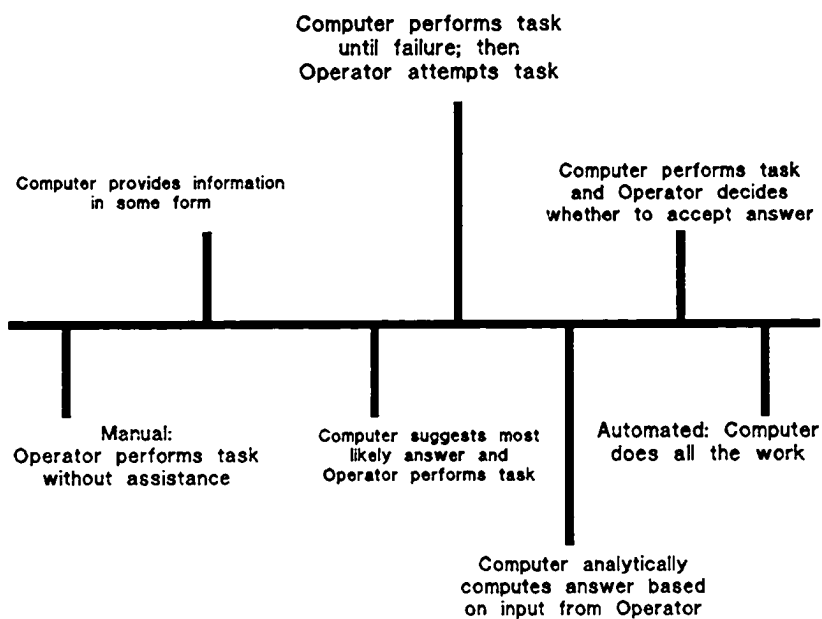 Computer performs task
until failure; then
Operator attempts task
Computer provides information
in some form
Computer performs task
and Operator decides
whether to accept answer
Manual:
Operator performs task
without assistance
Computer suggests most
likely answer and
Operator performs task
Automated: Computer
does all the work
Computer analytically
computes answer based
on input from Operator